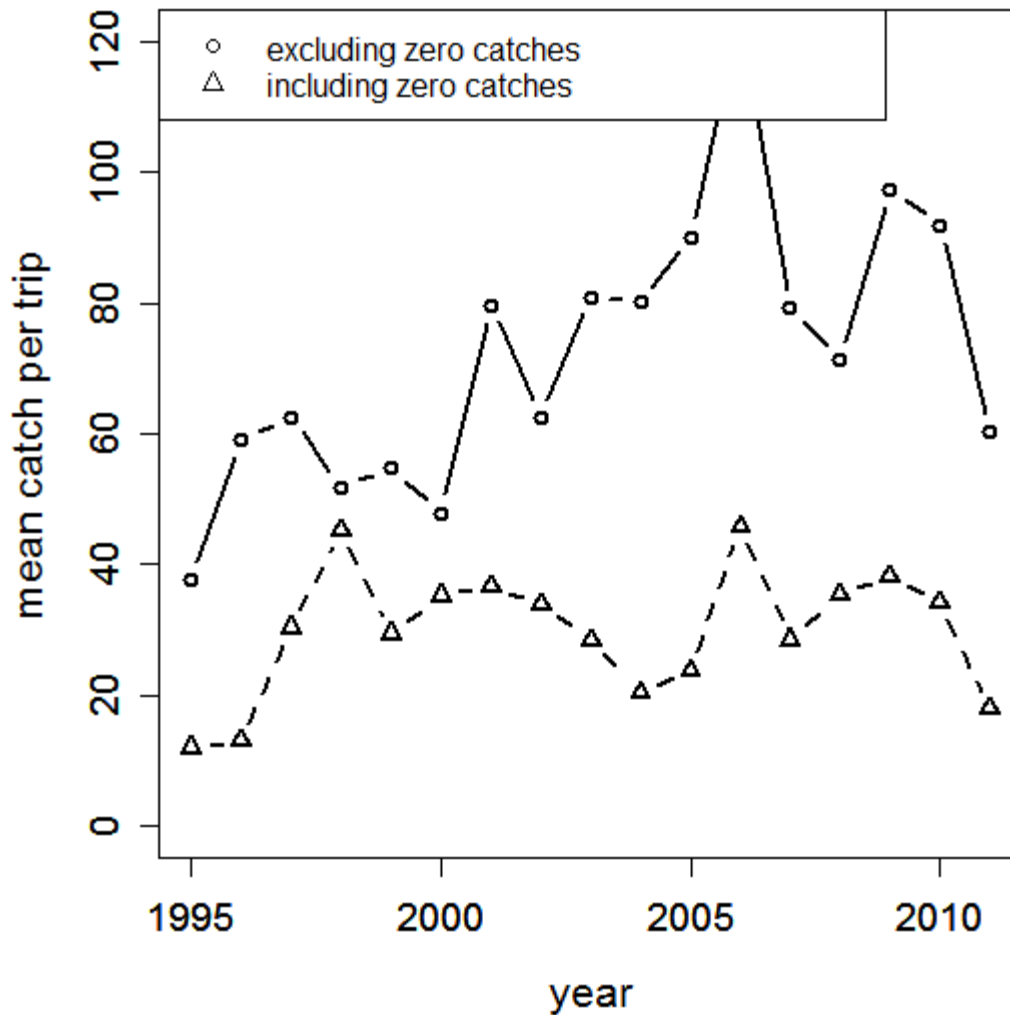 excluding zero catches
including zero catches
mean catch per trip
120
100
80
60
40
20
0
1995 2000 2005 2010
year